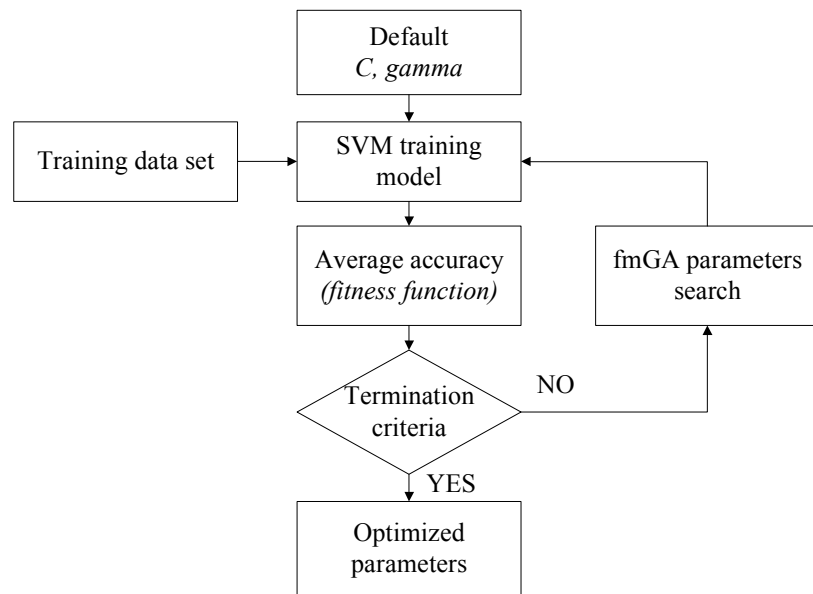 Default
C, gamma
Training data set
SVM training
model
Average accuracy
(fitness function)
fmGA parameters
search
Termination
criteria
NO
YES
Optimized
parameters